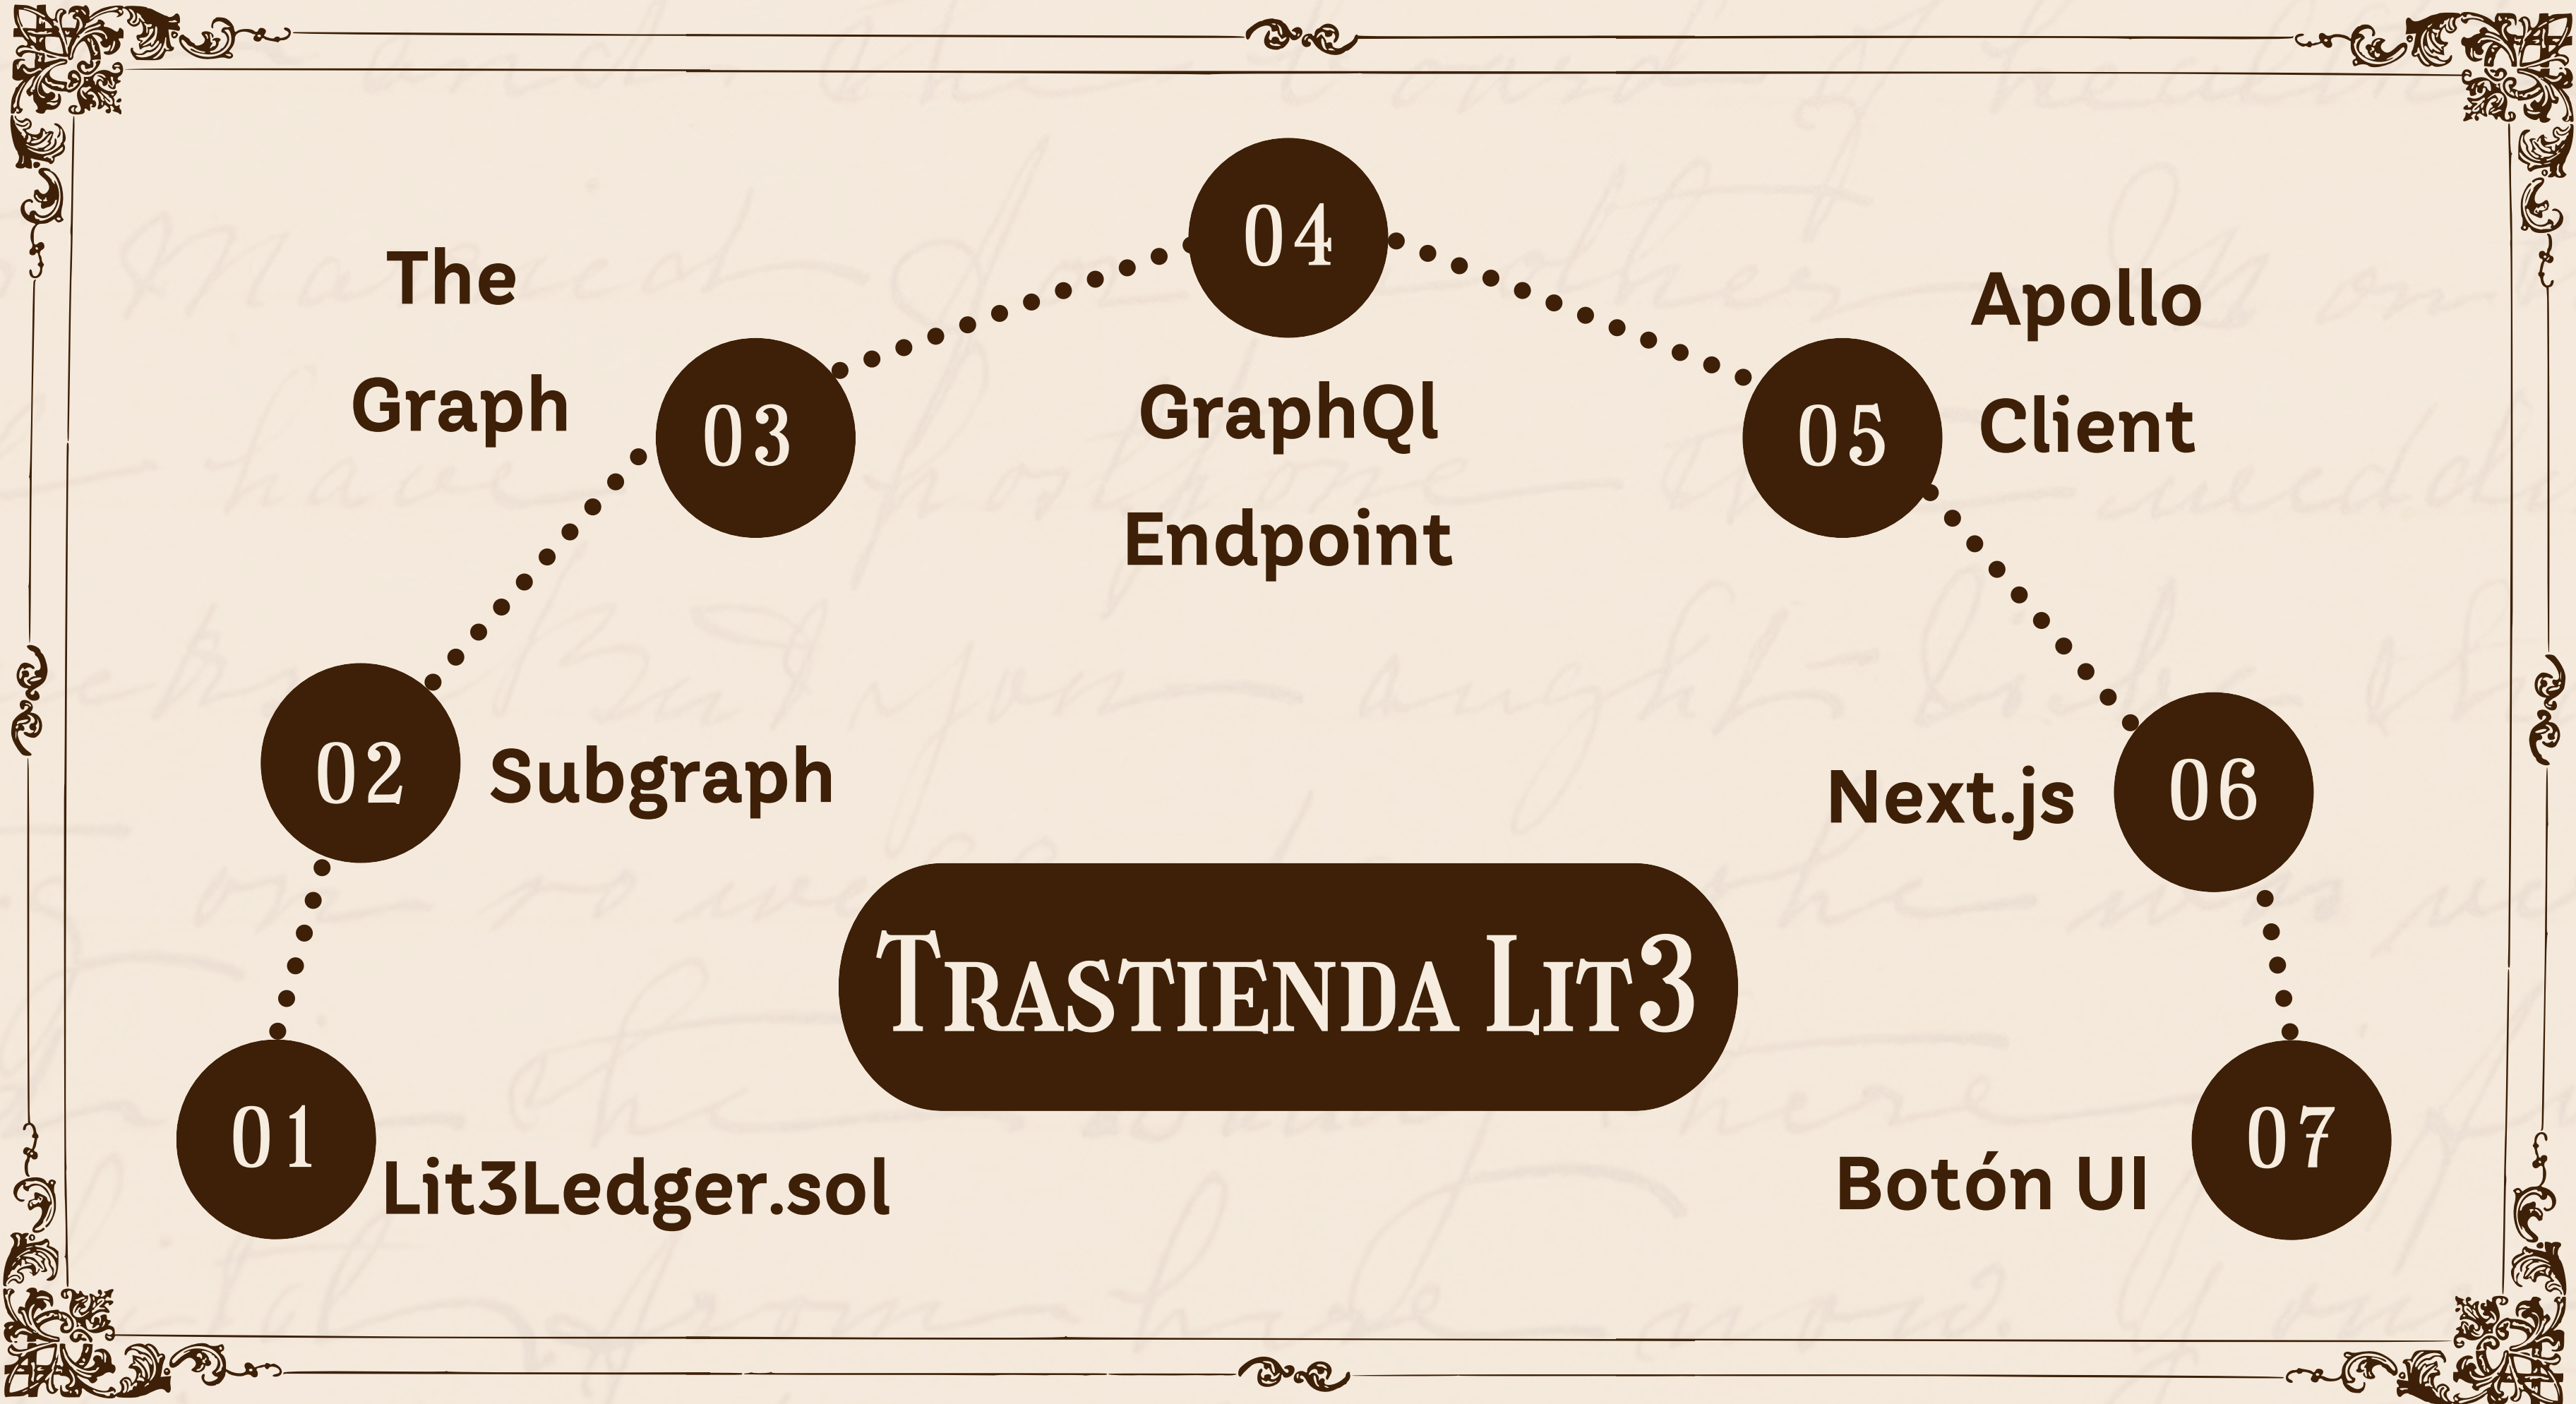 01
Lit3Ledger.sol
02
Subgraph
03
The
Graph
04
GraphQl
Endpoint
05
Apollo
Client
06
Next.js
07
Botón UI
Trastienda Lit3